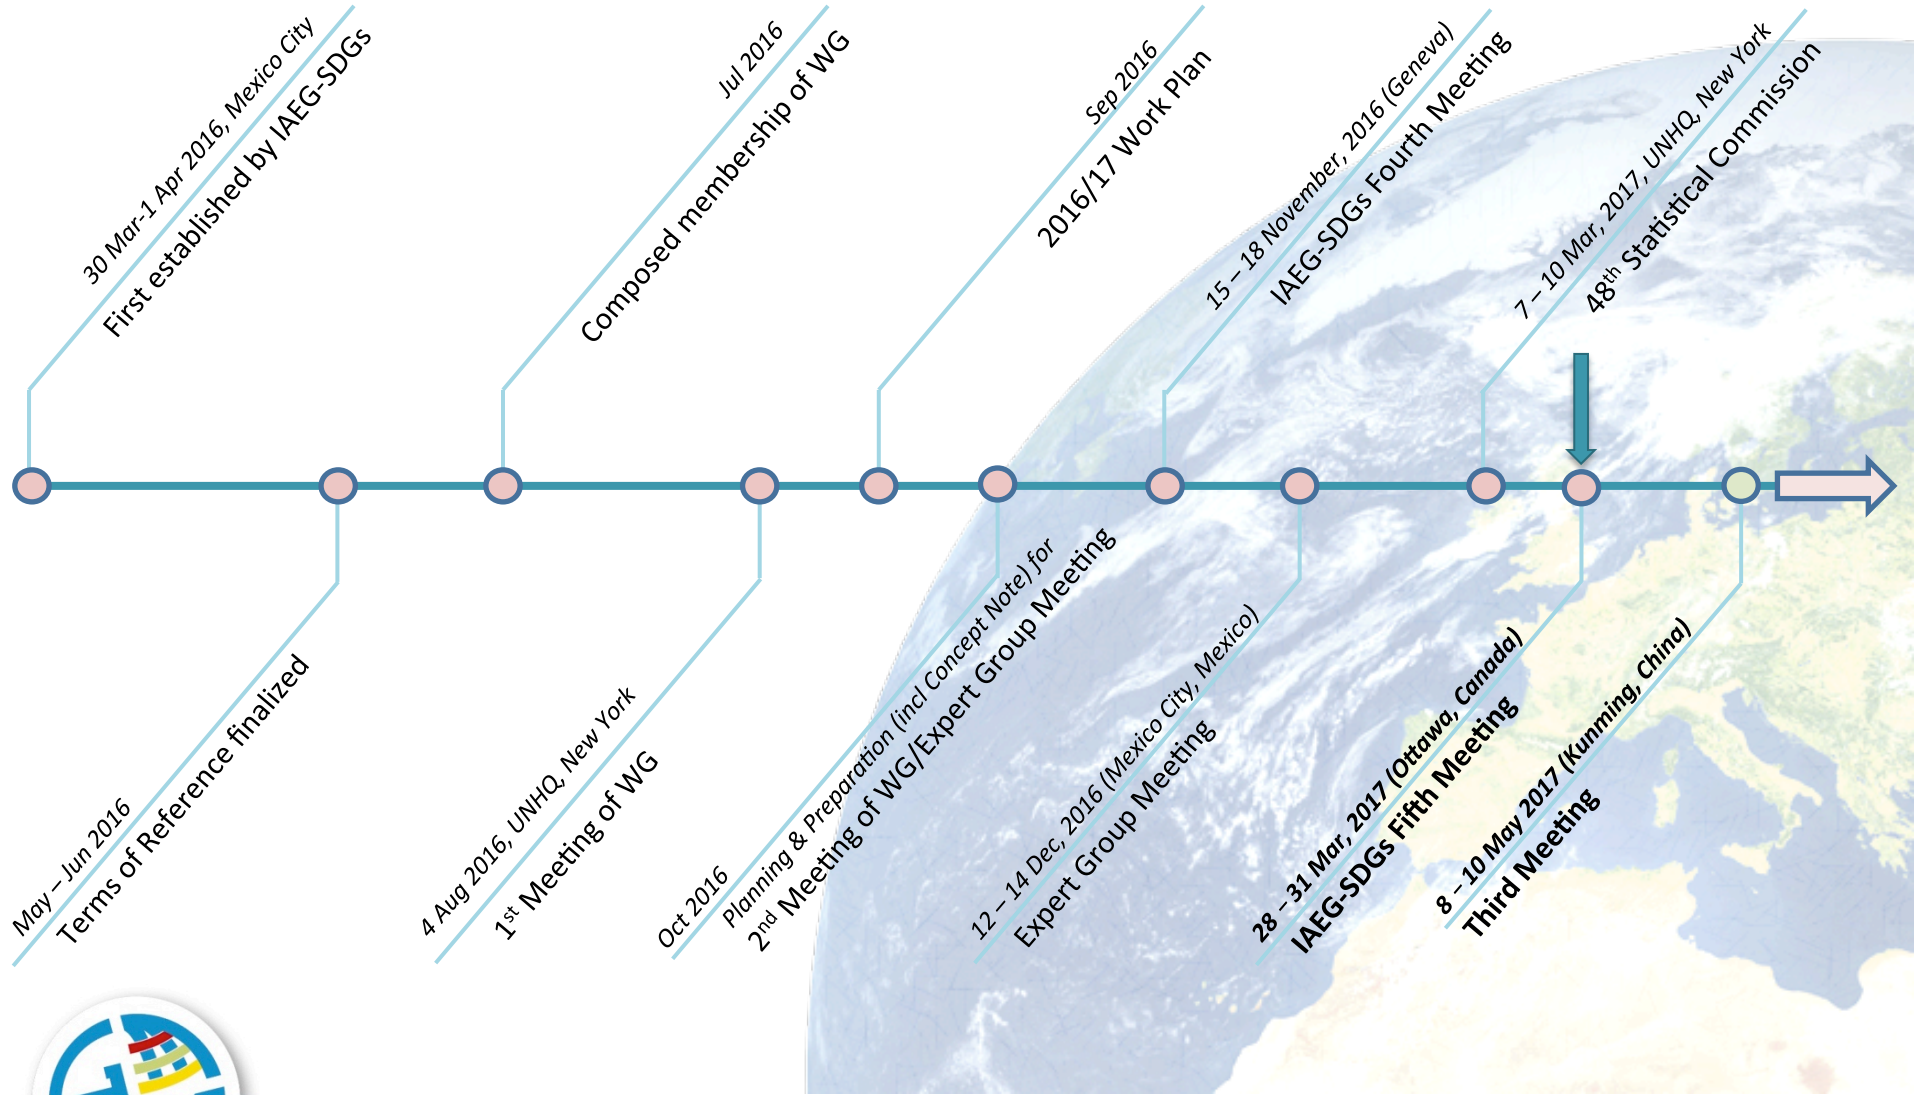 30 Mar-1 Apr 2016, Mexico City
First established by IAEG-SDGs
Jul 2016
Composed membership of WG
Sep 2016
2016/17 Work Plan
15 – 18 November, 2016 (Geneva)
IAEG-SDGs Fourth Meeting
7 – 10 Mar, 2017, UNHQ, New York
48th Statistical Commission
May – Jun 2016
Terms of Reference finalized
4 Aug 2016, UNHQ, New York
1st Meeting of WG
Oct 2016
Planning & Preparation (incl Concept Note) for
2nd Meeting of WG/Expert Group Meeting
12 – 14 Dec, 2016 (Mexico City, Mexico)
Expert Group Meeting
28 – 31 Mar, 2017 (Ottawa, Canada)
IAEG-SDGs Fifth Meeting
8 – 10 May 2017 (Kunming, China)
Third Meeting